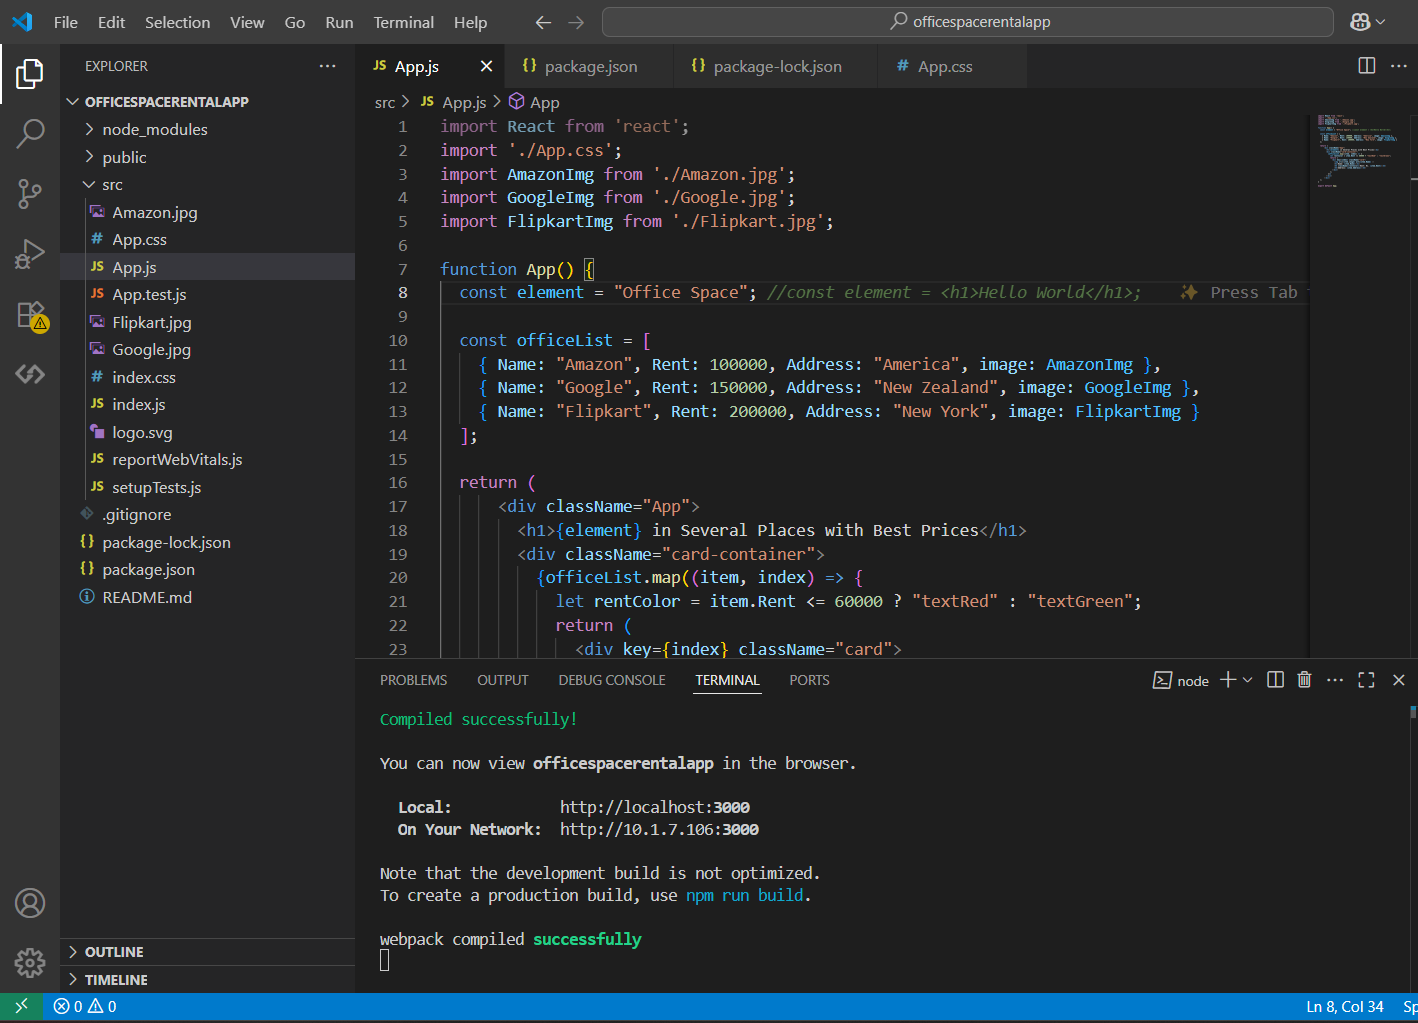 File Edit Selection View Go Run Terminal Help officespacerentalapp
EXPLORER
OFFICESPACERENTALAPP
node_modules
public
src
Amazon.jpg
# App.css
JS App.js
JS App.test.js
Flipkart.jpg
Google.jpg
# index.css
JS index.js
logo.svg
JS reportWebVitals.js
JS setupTests.js
.gitignore
{} package-lock.json
{} package.json
README.md
OUTLINE
TIMELINE
JS App.js {} package.json {} package-lock.json # App.css
src > JS App.js > App
1 import React from 'react';
2 import './App.css';
3 import AmazonImg from './Amazon.jpg';
4 import GoogleImg from './Google.jpg';
5 import FlipkartImg from './Flipkart.jpg';
6
7 function App() {
8 const element = "Office Space"; //const element = <h1>Hello World</h1>; Press Tab
9
10 const officeList = [
11 { Name: "Amazon", Rent: 100000, Address: "America", image: AmazonImg },
12 { Name: "Google", Rent: 150000, Address: "New Zealand", image: GoogleImg },
13 { Name: "Flipkart", Rent: 200000, Address: "New York", image: FlipkartImg }
14 ];
15
16 return (
17 <div className="App">
18 <h1>{element} in Several Places with Best Prices</h1>
19 <div className="card-container">
20 {officeList.map((item, index) => {
21 let rentColor = item.Rent <= 60000 ? "textRed" : "textGreen";
22 return (
23 <div key={index} className="card">
PROBLEMS OUTPUT DEBUG CONSOLE TERMINAL PORTS node
Compiled successfully!
You can now view officespacerentalapp in the browser.
Local: http://localhost:3000
On Your Network: http://10.1.7.106:3000
Note that the development build is not optimized.
To create a production build, use npm run build.
webpack compiled successfully
0 0 Ln 8, Col 34 Sp